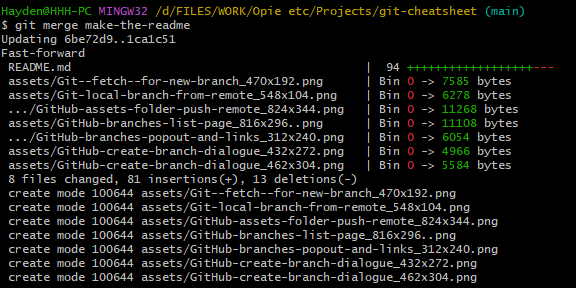 Hayden@HHH-PC MINGW32 /d/FILES/WORK/Opie etc/Projects/git-cheatsheet (main)
$ git merge make-the-readme
Updating 6be72d9..1ca1c51
Fast-forward
 README.md                                          |  94 +++++++++++++++++++---
 assets/Git--fetch--for-new-branch_470x192.png      | Bin 0 -> 7585 bytes
 assets/Git-local-branch-from-remote_548x104.png    | Bin 0 -> 6278 bytes
 .../GitHub-assets-folder-push-remote_824x344.png   | Bin 0 -> 11268 bytes
 assets/GitHub-branches-list-page_816x296..png      | Bin 0 -> 11108 bytes
 .../GitHub-branches-popout-and-links_312x240.png   | Bin 0 -> 6054 bytes
 assets/GitHub-create-branch-dialogue_432x272.png   | Bin 0 -> 4966 bytes
 assets/GitHub-create-branch-dialogue_462x304.png   | Bin 0 -> 5584 bytes
 8 files changed, 81 insertions(+), 13 deletions(-)
 create mode 100644 assets/Git--fetch--for-new-branch_470x192.png
 create mode 100644 assets/Git-local-branch-from-remote_548x104.png
 create mode 100644 assets/GitHub-assets-folder-push-remote_824x344.png
 create mode 100644 assets/GitHub-branches-list-page_816x296..png
 create mode 100644 assets/GitHub-branches-popout-and-links_312x240.png
 create mode 100644 assets/GitHub-create-branch-dialogue_432x272.png
 create mode 100644 assets/GitHub-create-branch-dialogue_462x304.png